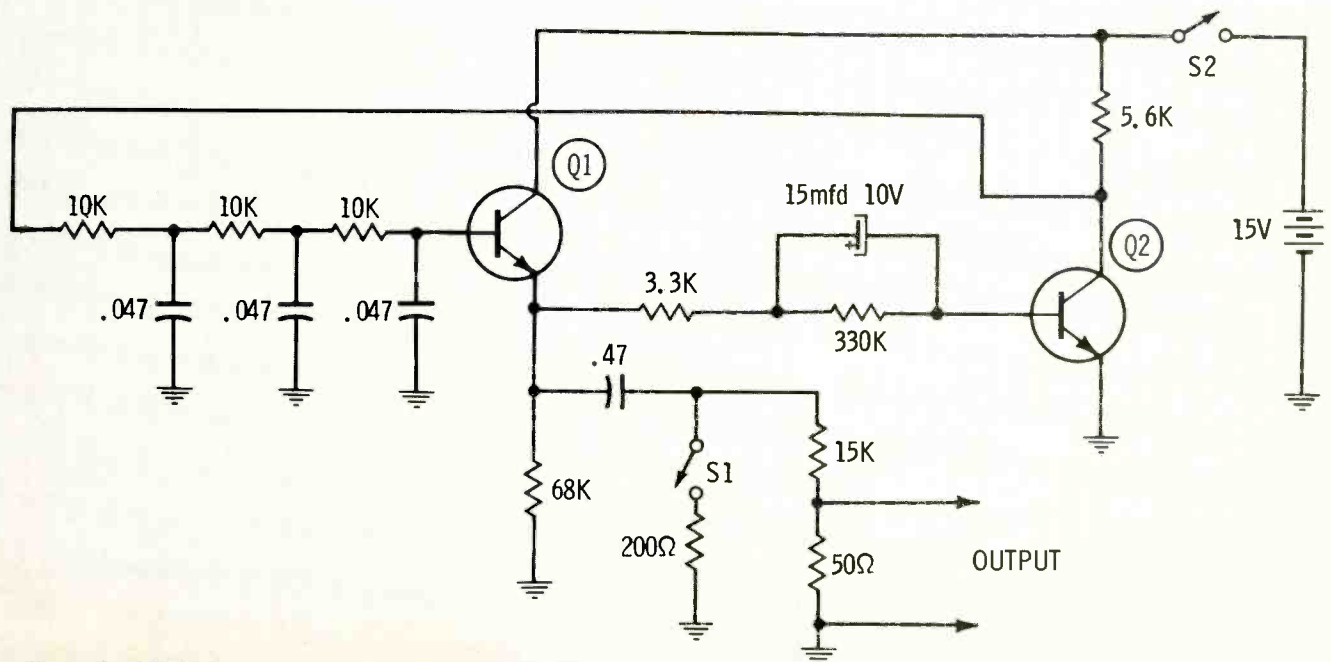 S2
5.6K
Q1
10K
10K
10K
15mfd 10V
15V
Q2
+
3.3K
.047
.047
.047
330K
.47
15K
S1
68K
200Ω
50Ω
OUTPUT